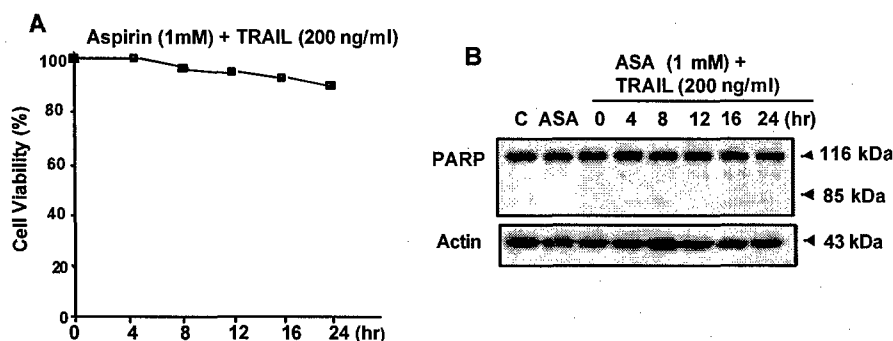 A
Aspirin (1mM) + TRAIL (200 ng/ml)
100
80
60
40
20
0
Cell Viability (%)
0 4 8 12 16 24 (hr)
B
ASA (1 mM) +
TRAIL (200 ng/ml)
C ASA 0 4 8 12 16 24 (hr)
PARP
116 kDa
85 kDa
Actin
43 kDa